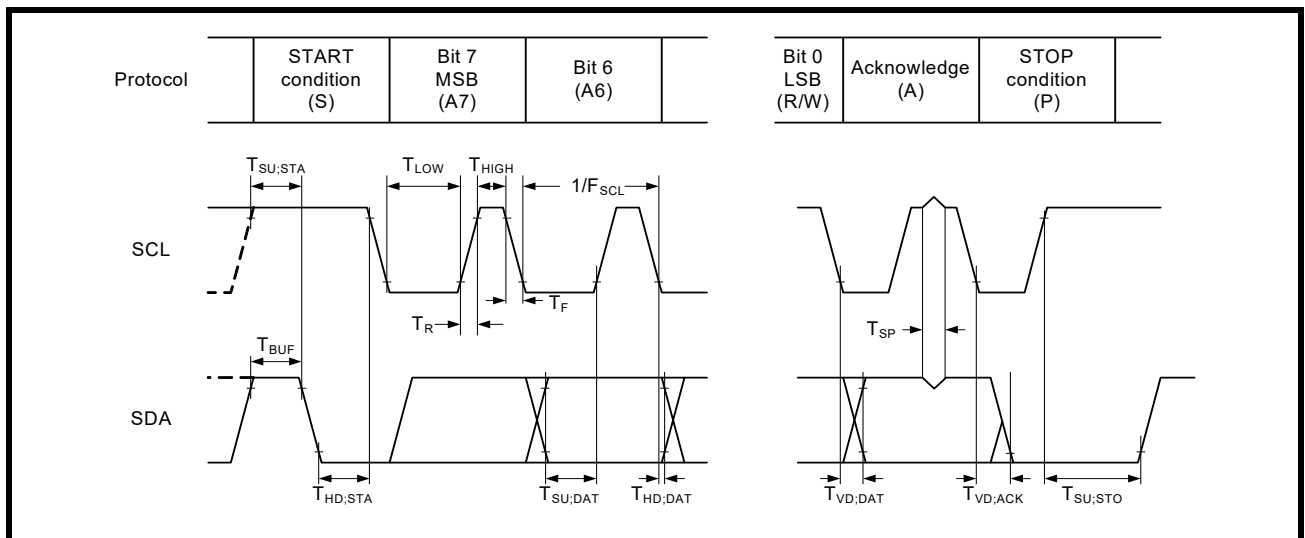 Protocol
START
condition
(S)
Bit 7
MSB
(A7)
Bit 6
(A6)
Bit 0
LSB
(R/W)
Acknowledge
(A)
STOP
condition
(P)
TSU;STA
TLOW
THIGH
1/FSCL
SCL
TF
TR
TSP
TBUF
SDA
THD;STA
TSU;DAT
THD;DAT
TVD;DAT
TVD;ACK
TSU;STO